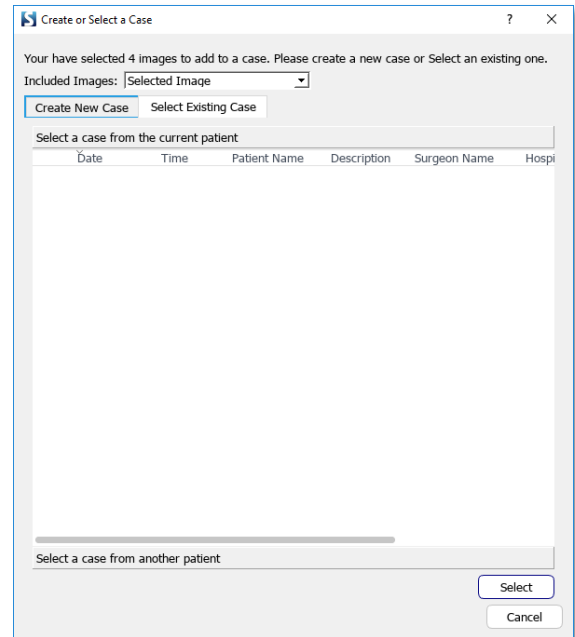 Create or Select a Case
Your have selected 4 images to add to a case. Please create a new case or Select an existing one.
Included Images: Selected Image
Create New Case Select Existing Case
Select a case from the current patient
Date Time Patient Name Description Surgeon Name Hospi
Select a case from another patient
Select
Cancel